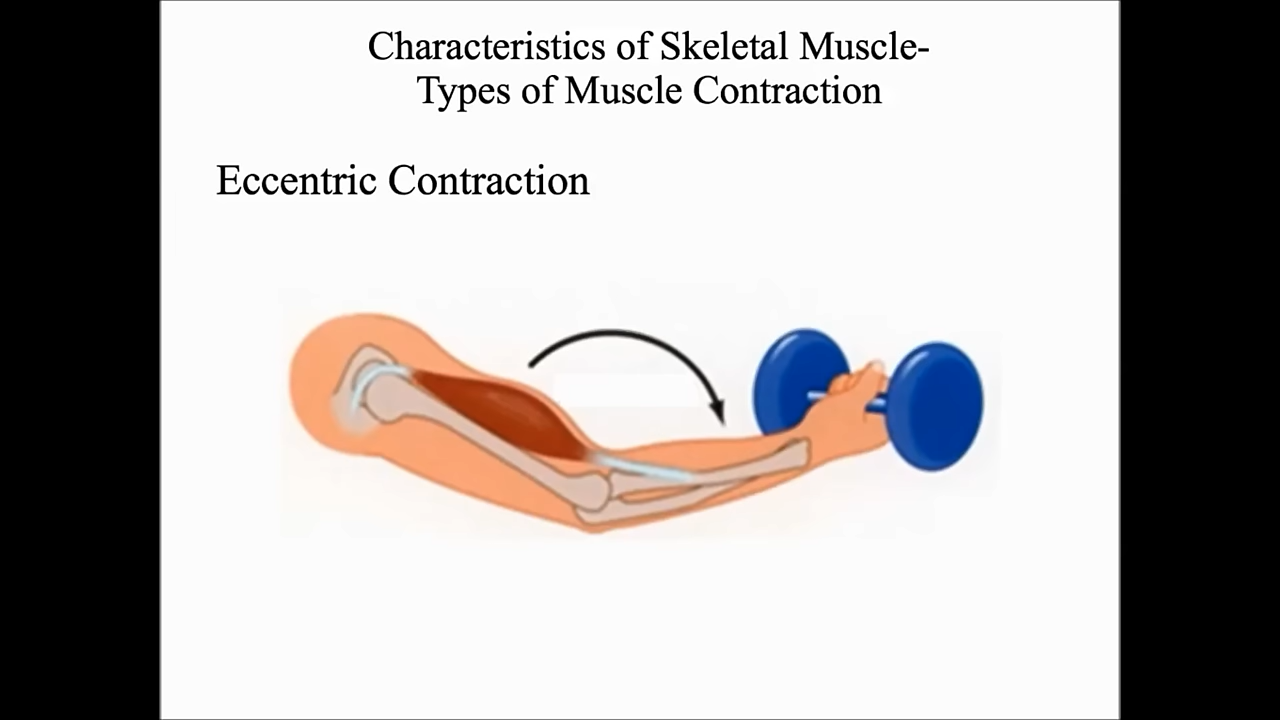 Characteristics of Skeletal Muscle-
Types of Muscle Contraction
Eccentric Contraction